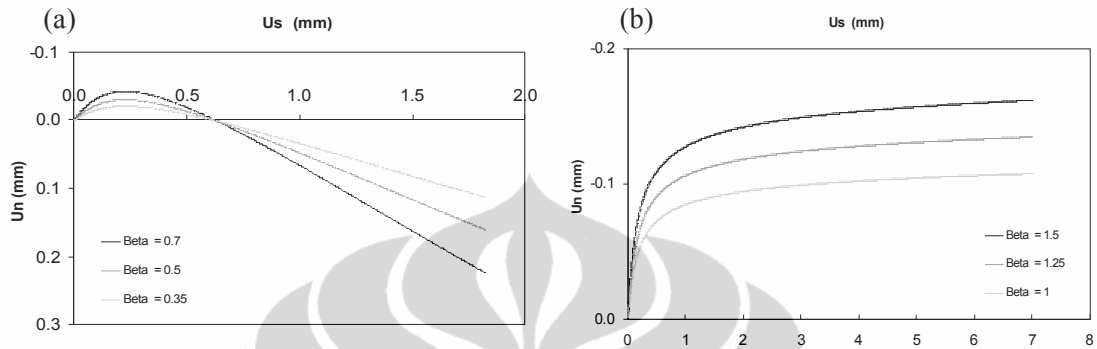 (a)
Us (mm)
-0.1
0.0 0.5 1.0 1.5 2.0
0.0
0.1
0.2
0.3
Un (mm)
Beta = 0.7
Beta = 0.5
Beta = 0.35
(b)
Us (mm)
-0.2
-0.1
0.0
Un (mm)
Beta = 1.5
Beta = 1.25
Beta = 1
0 1 2 3 4 5 6 7 8